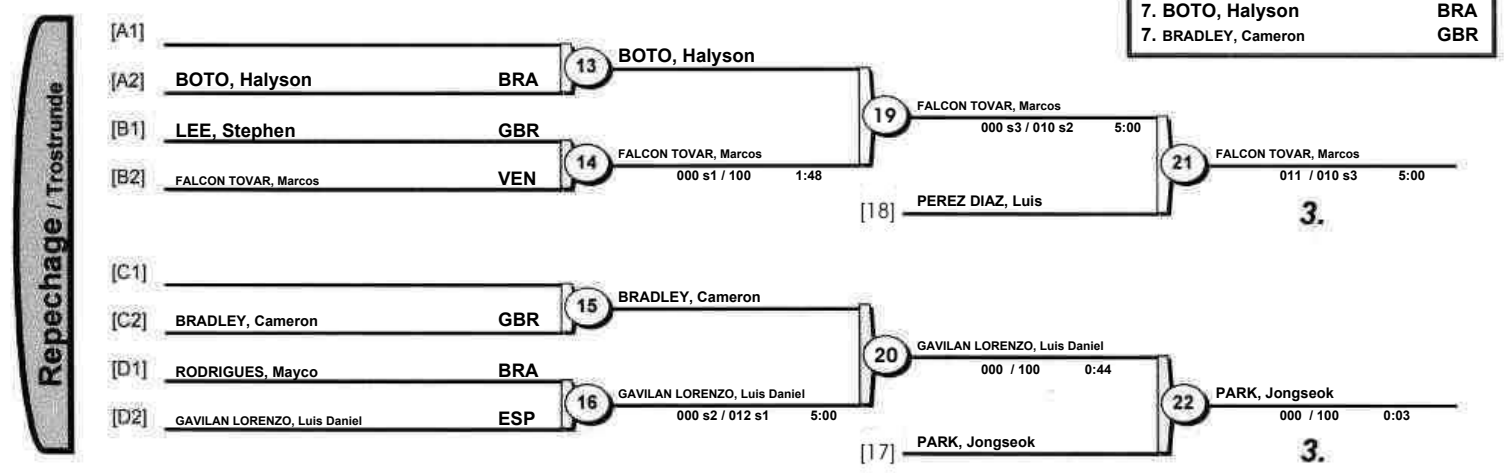 7. BOTO, Halyson BRA
7. BRADLEY, Cameron GBR
Repechage / Trostrunde
[A1]
[A2] BOTO, Halyson BRA
13 BOTO, Halyson
[B1] LEE, Stephen GBR
[B2] FALCON TOVAR, Marcos VEN
14 FALCON TOVAR, Marcos
000 s1 / 100 1:48
19 FALCON TOVAR, Marcos
000 s3 / 010 s2 5:00
[18] PEREZ DIAZ, Luis
21 FALCON TOVAR, Marcos
011 / 010 s3 5:00
3.
[C1]
[C2] BRADLEY, Cameron GBR
15 BRADLEY, Cameron
[D1] RODRIGUES, Mayco BRA
[D2] GAVILAN LORENZO, Luis Daniel ESP
16 GAVILAN LORENZO, Luis Daniel
000 s2 / 012 s1 5:00
20 GAVILAN LORENZO, Luis Daniel
000 / 100 0:44
[17] PARK, Jongseok
22 PARK, Jongseok
000 / 100 0:03
3.